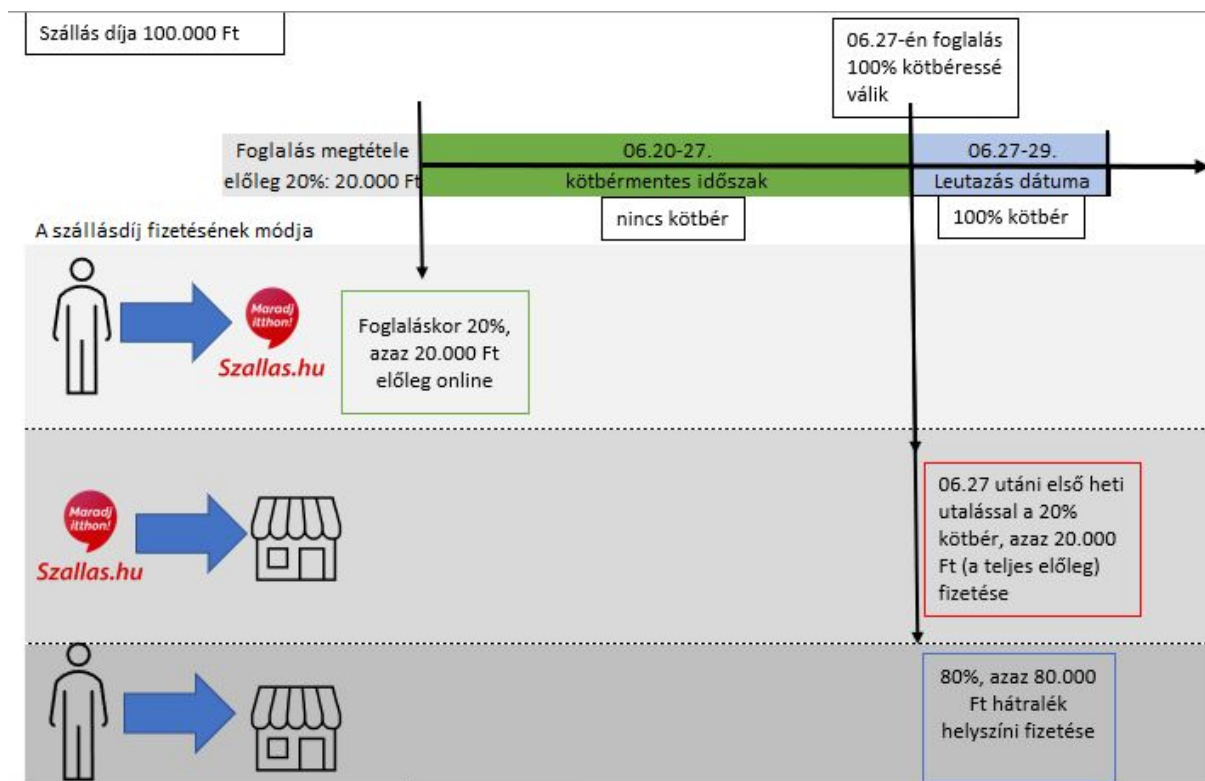 Szállás díja 100.000 Ft
06.27-én foglalás
100% kötbéressé
válik
Foglalás megtétele
előleg 20%: 20.000 Ft
06.20-27.
kötbérmentes időszak
06.27-29.
Leutazás dátuma
nincs kötbér
100% kötbér
A szállásdíj fizetésének módja
Maradj
itthon!
Szallas.hu
Foglaláskor 20%,
azaz 20.000 Ft
előleg online
Maradj
itthon!
Szallas.hu
06.27 utáni első heti
utalással a 20%
kötbér, azaz 20.000
Ft (a teljes előleg)
fizetése
80%, azaz 80.000
Ft hátralék
helyszíni fizetése